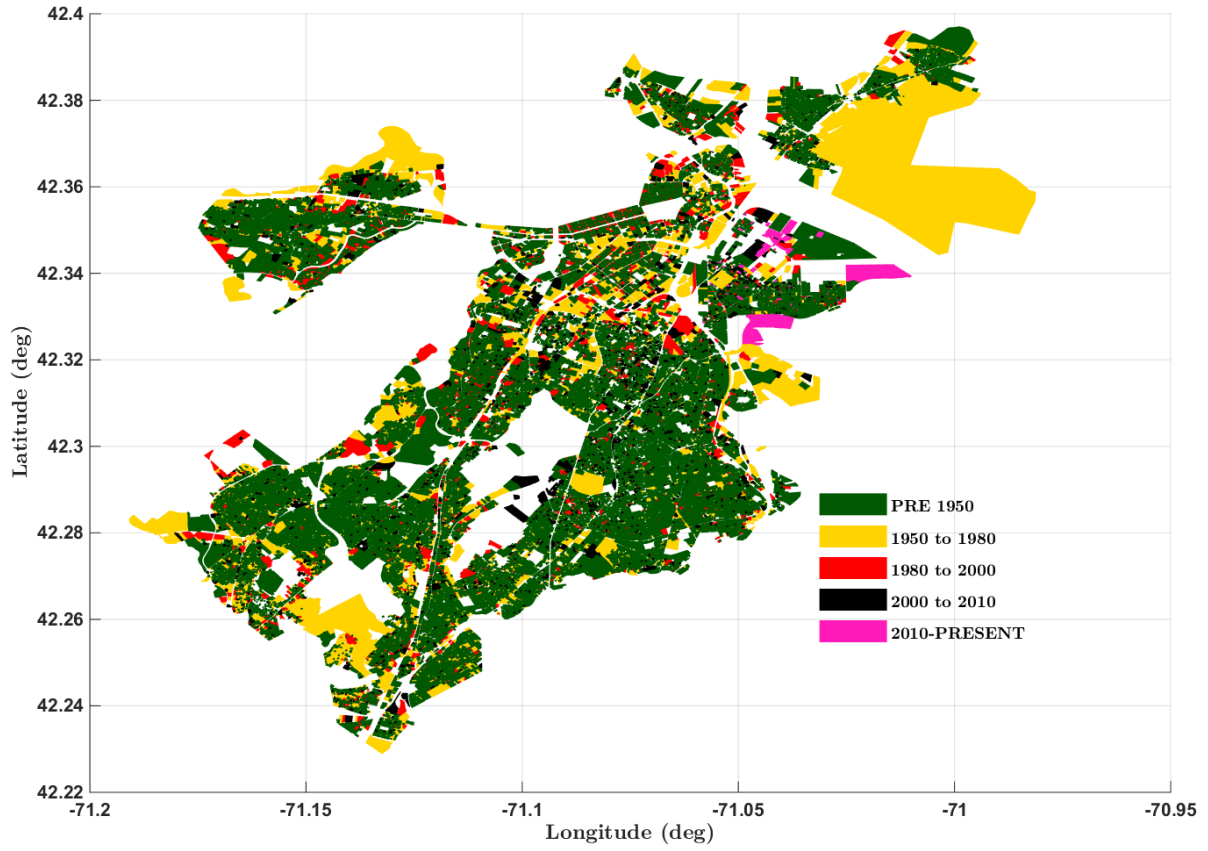 42.4
42.38
42.36
42.34
42.32
42.3
42.28
42.26
42.24
42.22
Latitude (deg)
PRE 1950
1950 to 1980
1980 to 2000
2000 to 2010
2010-PRESENT
-71.2
-71.15
-71.1
-71.05
-71
-70.95
Longitude (deg)